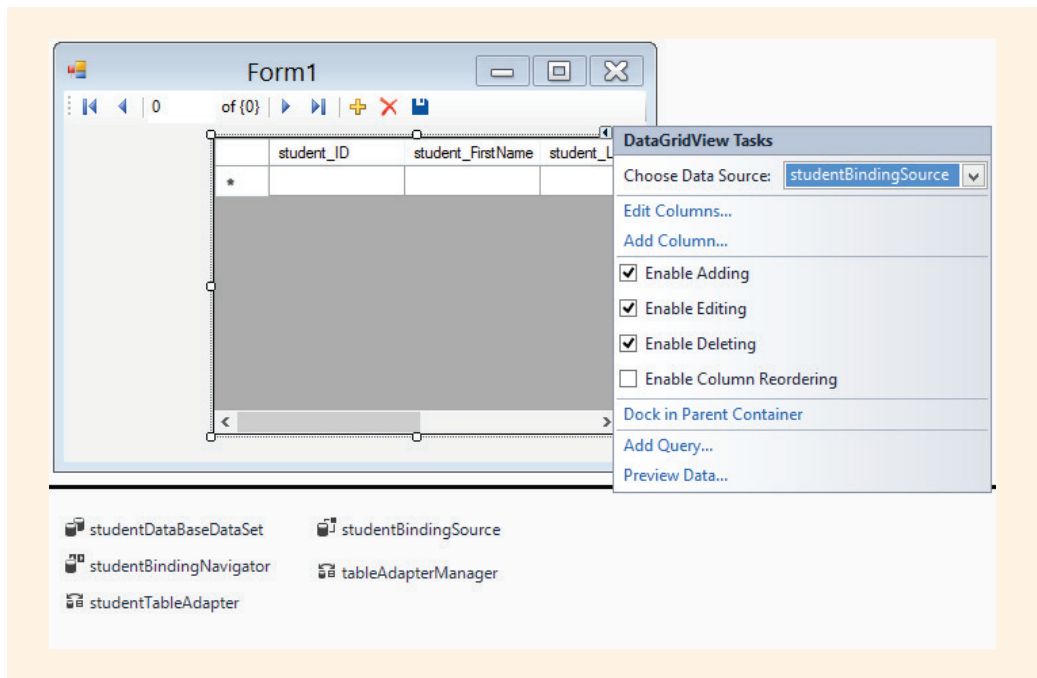 Form1
0 of {0}
student_ID student_FirstName student_L
*
DataGridView Tasks
Choose Data Source: studentBindingSource
Edit Columns...
Add Column...
Enable Adding
Enable Editing
Enable Deleting
Enable Column Reordering
Dock in Parent Container
Add Query...
Preview Data...
studentDataBaseDataSet studentBindingSource
studentBindingNavigator tableAdapterManager
studentTableAdapter